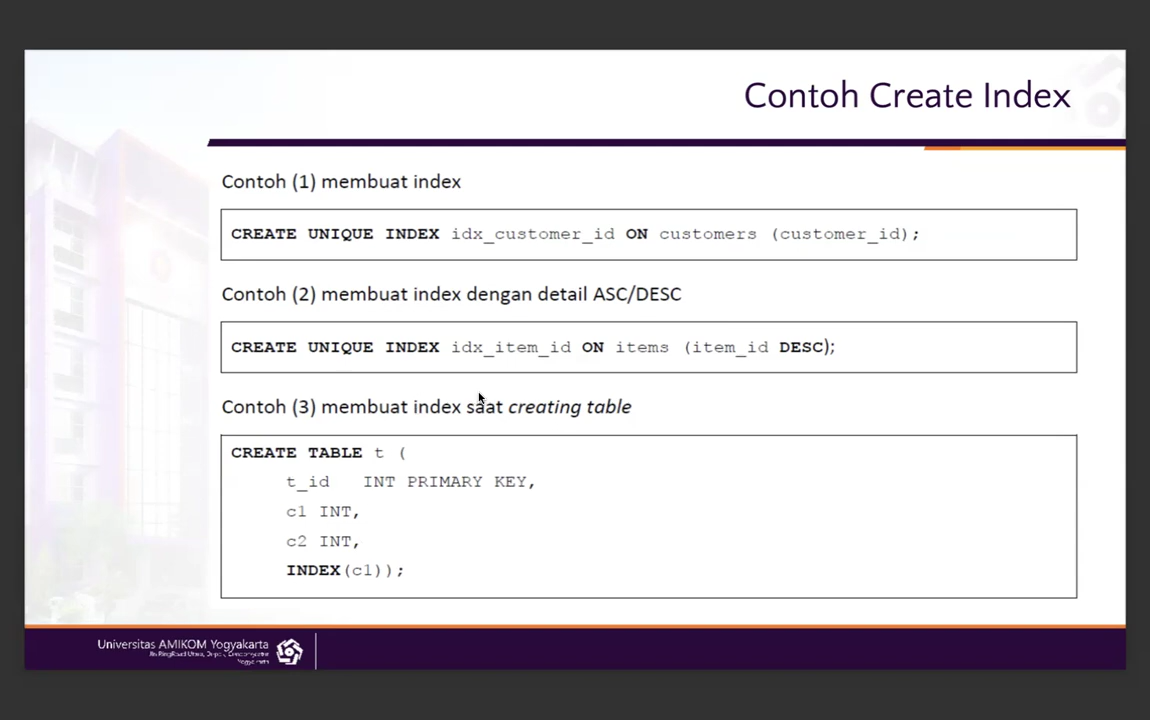 Contoh Create Index
Contoh (1) membuat index
CREATE UNIQUE INDEX idx_customer_id ON customers (customer_id);
Contoh (2) membuat index dengan detail ASC/DESC
CREATE UNIQUE INDEX idx_item_id ON items (item_id DESC);
Contoh (3) membuat index saat creating table
CREATE TABLE t (
t_id INT PRIMARY KEY,
c1 INT,
c2 INT,
INDEX(c1));
Universitas AMIKOM Yogyakarta
Yogyakarta